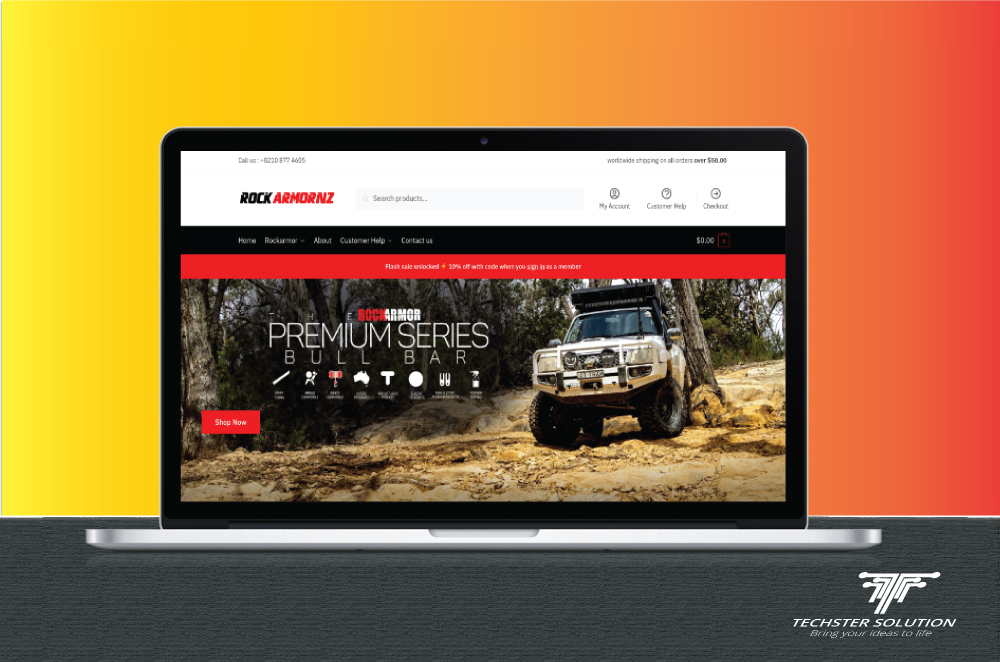 Call us : +0210 877 4605
worldwide shipping on all orders over $50.00
ROCK ARMORNZ
Search products...
My Account
Customer Help
Checkout
Home
Rockarmor
About
Customer Help
Contact us
$0.00
0
Flash sale unlocked ⚡ 10% off with code when you sign in as a member
THE ROCKARMOR
PREMIUM SERIES
BULL BAR
Shop Now
TECHSTER SOLUTION
Bring your ideas to life